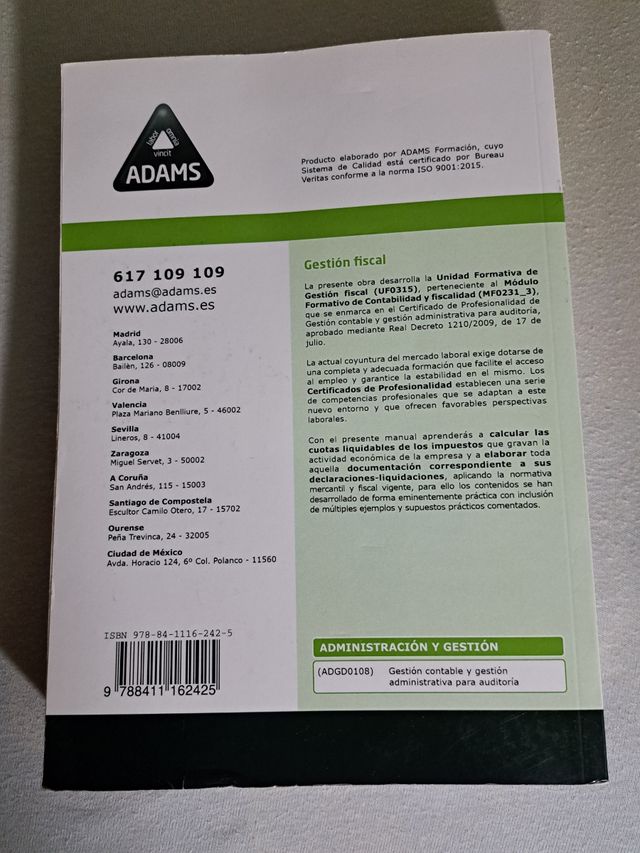 labor omnia
vincit
ADAMS
Producto elaborado por ADAMS Formación, cuyo
Sistema de Calidad está certificado por Bureau
Veritas conforme a la norma ISO 9001:2015.
617 109 109
adams@adams.es
www.adams.es
Madrid
Ayala, 130 - 28006
Barcelona
Bailèn, 126 - 08009
Girona
Cor de Maria, 8 - 17002
Valencia
Plaza Mariano Benlliure, 5 - 46002
Sevilla
Lineros, 8 - 41004
Zaragoza
Miguel Servet, 3 - 50002
A Coruña
San Andrés, 115 - 15003
Santiago de Compostela
Escultor Camilo Otero, 17 - 15702
Ourense
Peña Trevinca, 24 - 32005
Ciudad de México
Avda. Horacio 124, 6º Col. Polanco - 11560
ISBN 978-84-1116-242-5
9 788411 162425
Gestión fiscal
La presente obra desarrolla la Unidad Formativa de
Gestión fiscal (UF0315), perteneciente al Módulo
Formativo de Contabilidad y fiscalidad (MF0231_3),
que se enmarca en el Certificado de Profesionalidad de
Gestión contable y gestión administrativa para auditoría,
aprobado mediante Real Decreto 1210/2009, de 17 de
julio.
La actual coyuntura del mercado laboral exige dotarse de
una completa y adecuada formación que facilite el acceso
al empleo y garantice la estabilidad en el mismo. Los
Certificados de Profesionalidad establecen una serie
de competencias profesionales que se adaptan a este
nuevo entorno y que ofrecen favorables perspectivas
laborales.
Con el presente manual aprenderás a calcular las
cuotas liquidables de los impuestos que gravan la
actividad económica de la empresa y a elaborar toda
aquella documentación correspondiente a sus
declaraciones-liquidaciones, aplicando la normativa
mercantil y fiscal vigente, para ello los contenidos se han
desarrollado de forma eminentemente práctica con inclusión
de múltiples ejemplos y supuestos prácticos comentados.
ADMINISTRACIÓN Y GESTIÓN
(ADGD0108) Gestión contable y gestión
administrativa para auditoría